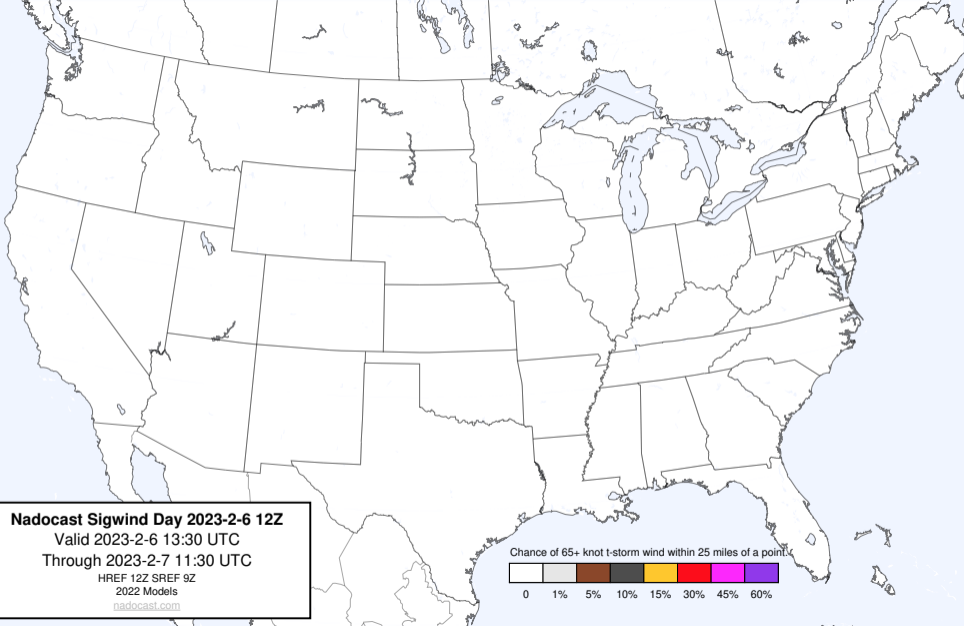 Nadocast Sigwind Day 2023-2-6 12Z
Valid 2023-2-6 13:30 UTC
Through 2023-2-7 11:30 UTC
HREF 12Z SREF 9Z
2022 Models
nadocast.com
Chance of 65+ knot t-storm wind within 25 miles of a point.
0 1% 5% 10% 15% 30% 45% 60%